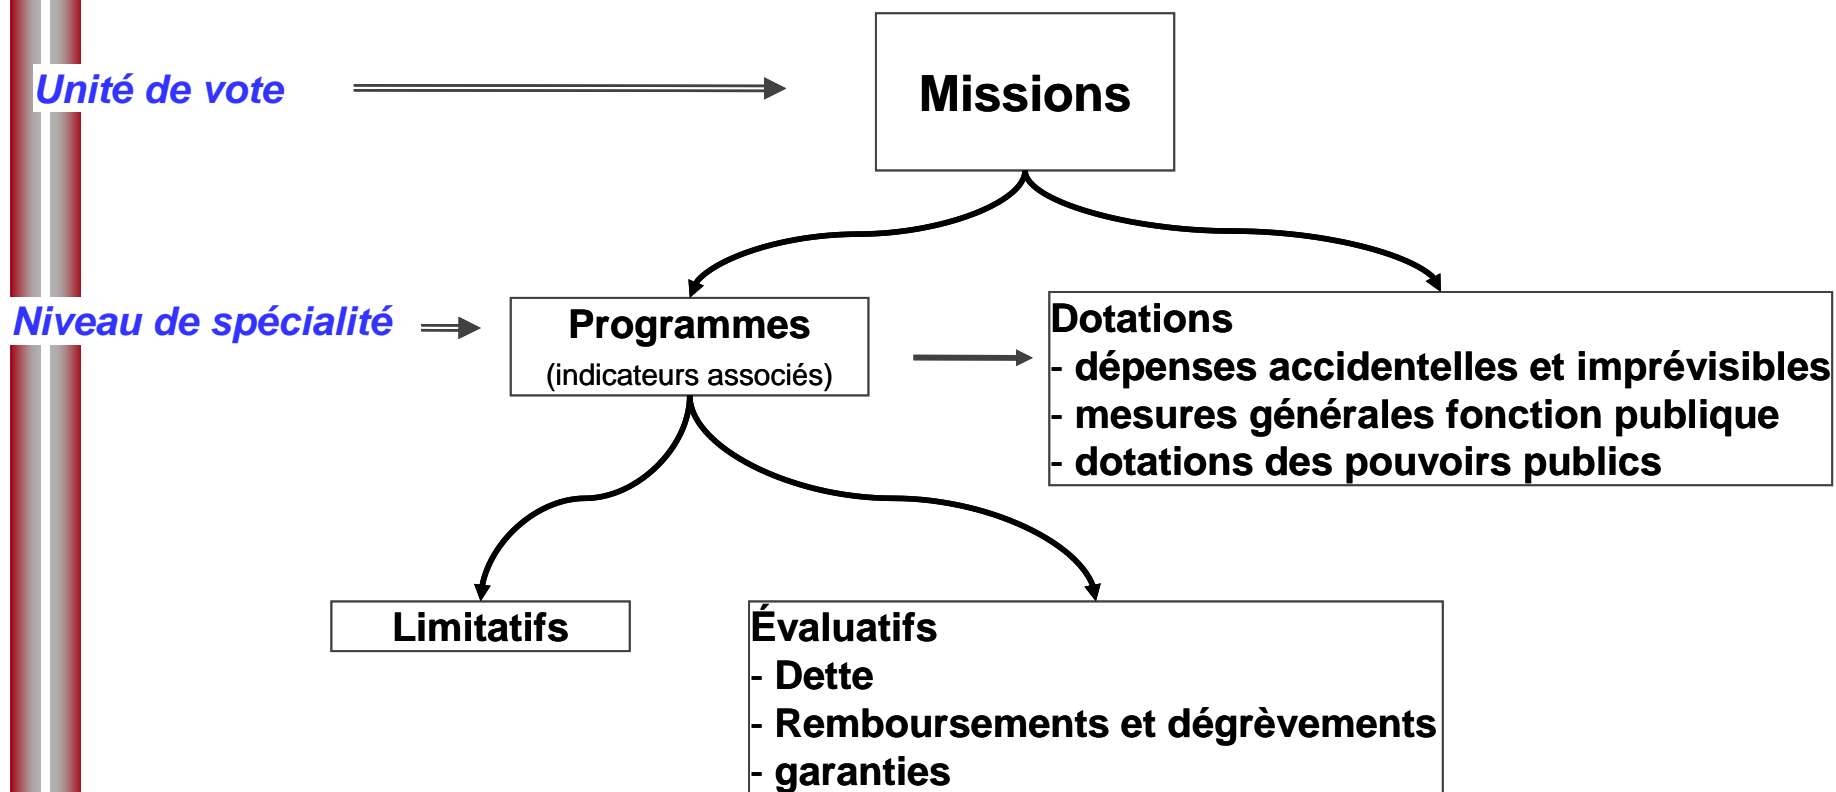 Unité de vote
Missions
Niveau de spécialité
Programmes
(indicateurs associés)
Dotations
- dépenses accidentelles et imprévisibles
- mesures générales fonction publique
- dotations des pouvoirs publics
Limitatifs
Évaluatifs
- Dette
- Remboursements et dégrèvements
- garanties